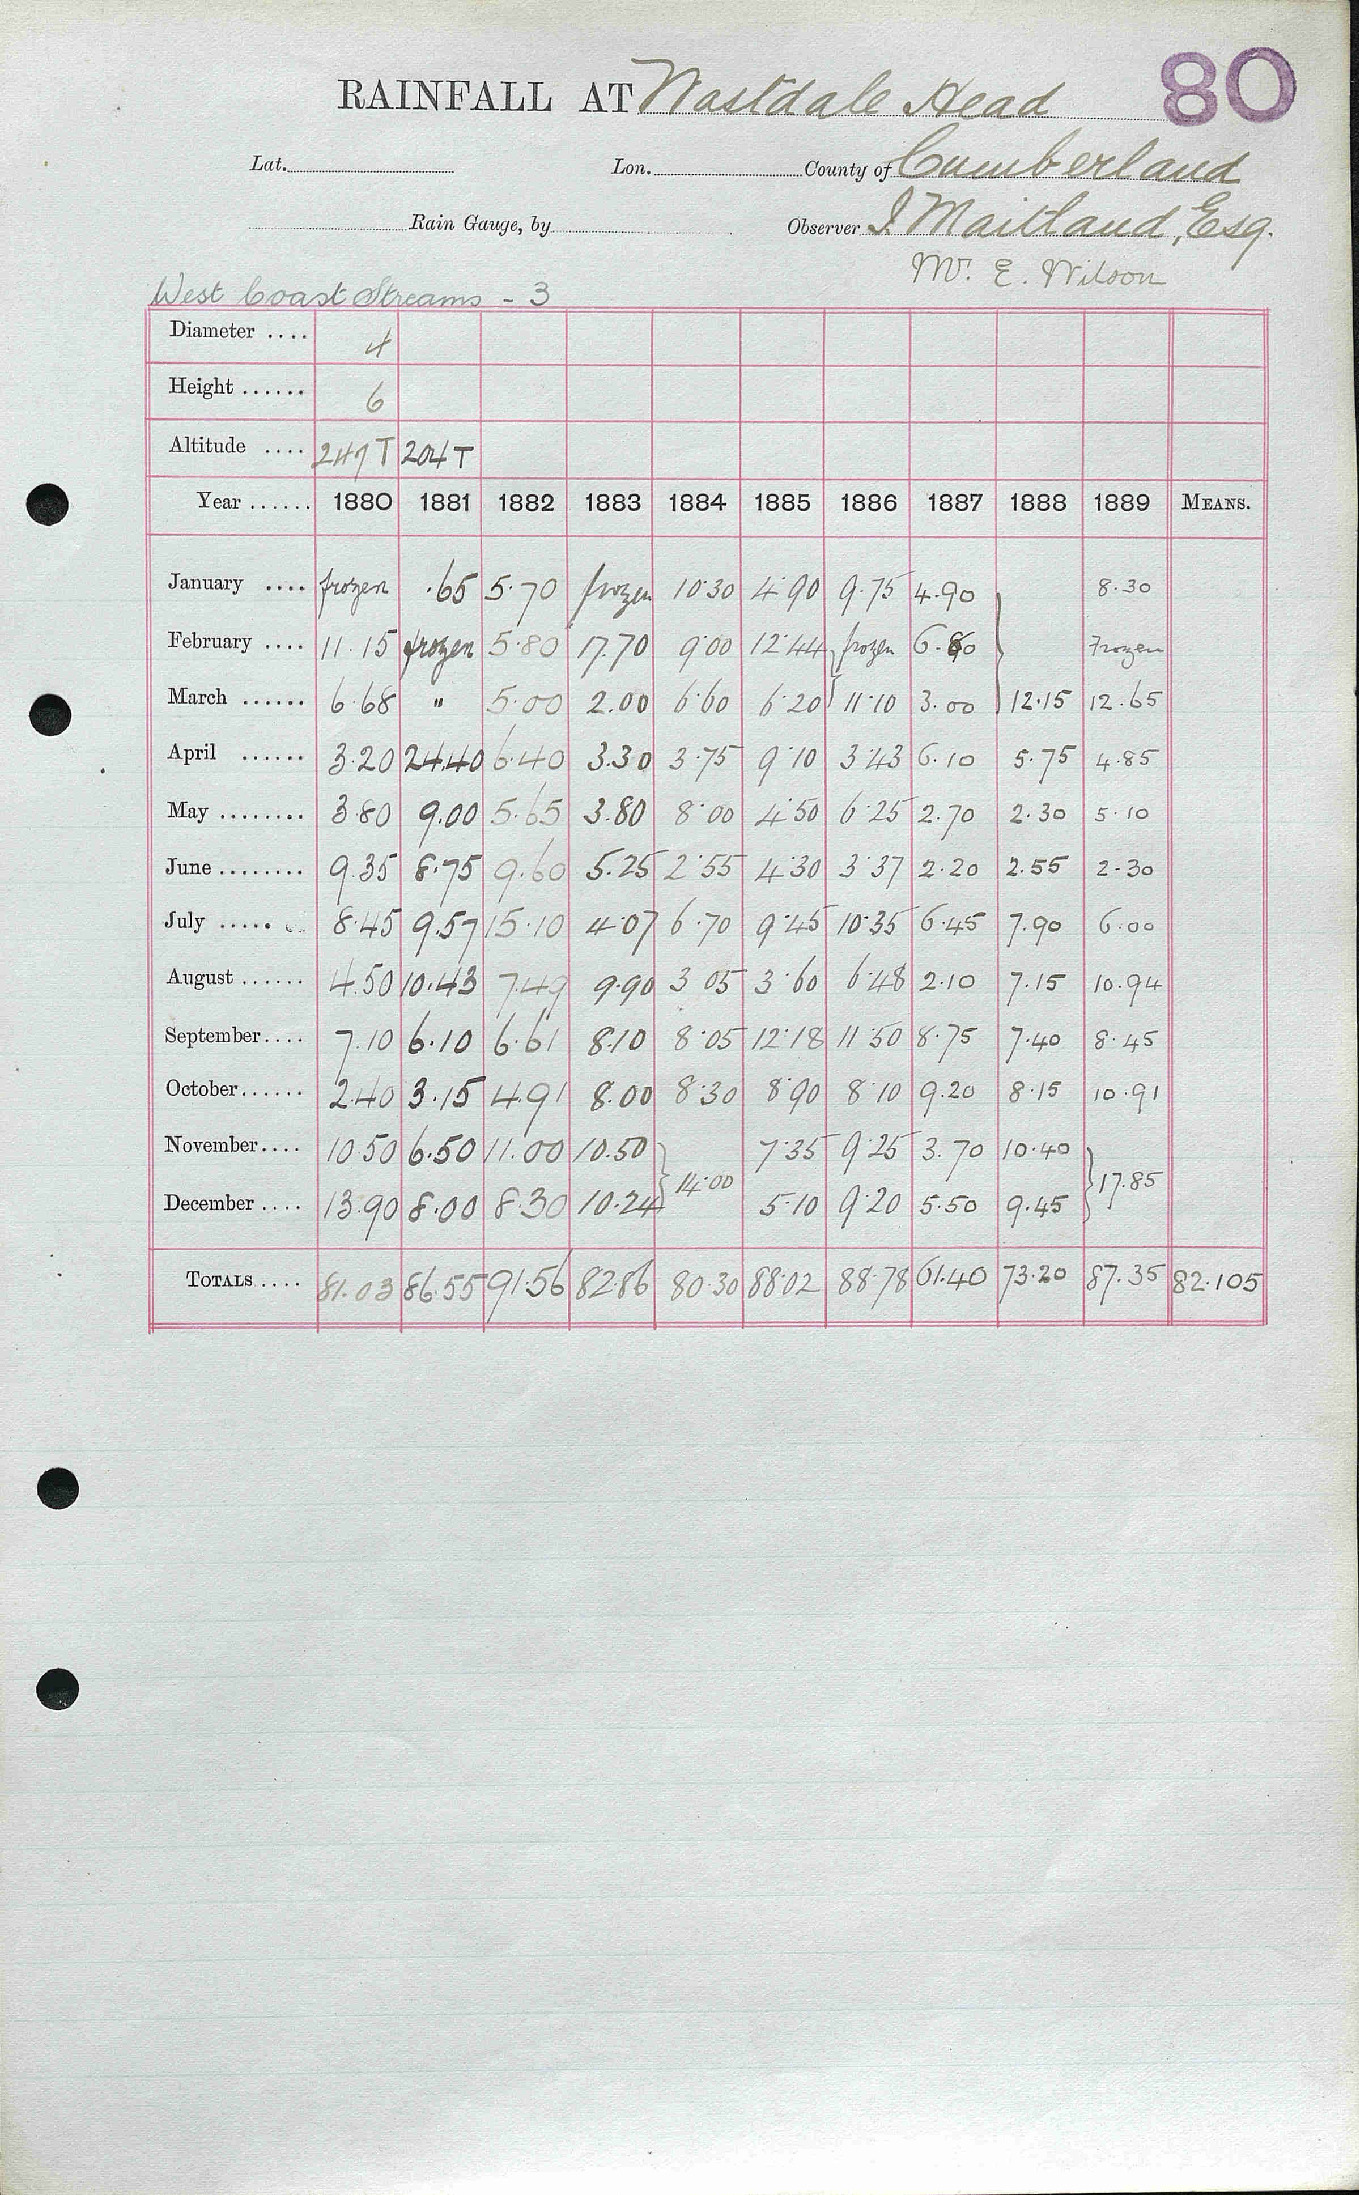 RAINFALL AT Wastdale Head 80
Lat. Lon. County of Cumberland
Rain Gauge, by Observer I. Maitland, Esq.
Mr. E. Wilson
West Coast Streams - 3
Diameter .... 4
Height ...... 6
Altitude .... 247 T 204 T
Year ...... 1880 1881 1882 1883 1884 1885 1886 1887 1888 1889 MEANS.
January .... frozen .65 5.70 frozen 10.30 4.90 9.75 4.90 8.30
February .... 11.15 frozen 5.80 17.70 9.00 12.44 frozen 6.80 Frozen
March ...... 6.68 " 5.00 2.00 6.60 6.20 11.10 3.00 12.15 12.65
April ...... 3.20 24.40 6.40 3.30 3.75 9.10 3.43 6.10 5.75 4.85
May ........ 3.80 9.00 5.65 3.80 8.00 4.50 6.25 2.70 2.30 5.10
June ........ 9.35 8.75 9.60 5.25 2.55 4.30 3.37 2.20 2.55 2.30
July ..... 8.45 9.57 15.10 4.07 6.70 9.45 10.35 6.45 7.90 6.00
August ...... 4.50 10.43 7.49 9.90 3.05 3.60 6.48 2.10 7.15 10.94
September.... 7.10 6.10 6.61 8.10 8.05 12.18 11.50 8.75 7.40 8.45
October...... 2.40 3.15 4.91 8.00 8.30 8.90 8.10 9.20 8.15 10.91
November.... 10.50 6.50 11.00 10.50 7.35 9.25 3.70 10.40
14.00 17.85
December .... 13.90 8.00 8.30 10.24 5.10 9.20 5.50 9.45
TOTALS.... 81.03 86.55 91.56 82.86 80.30 88.02 88.78 61.40 73.20 87.35 82.105